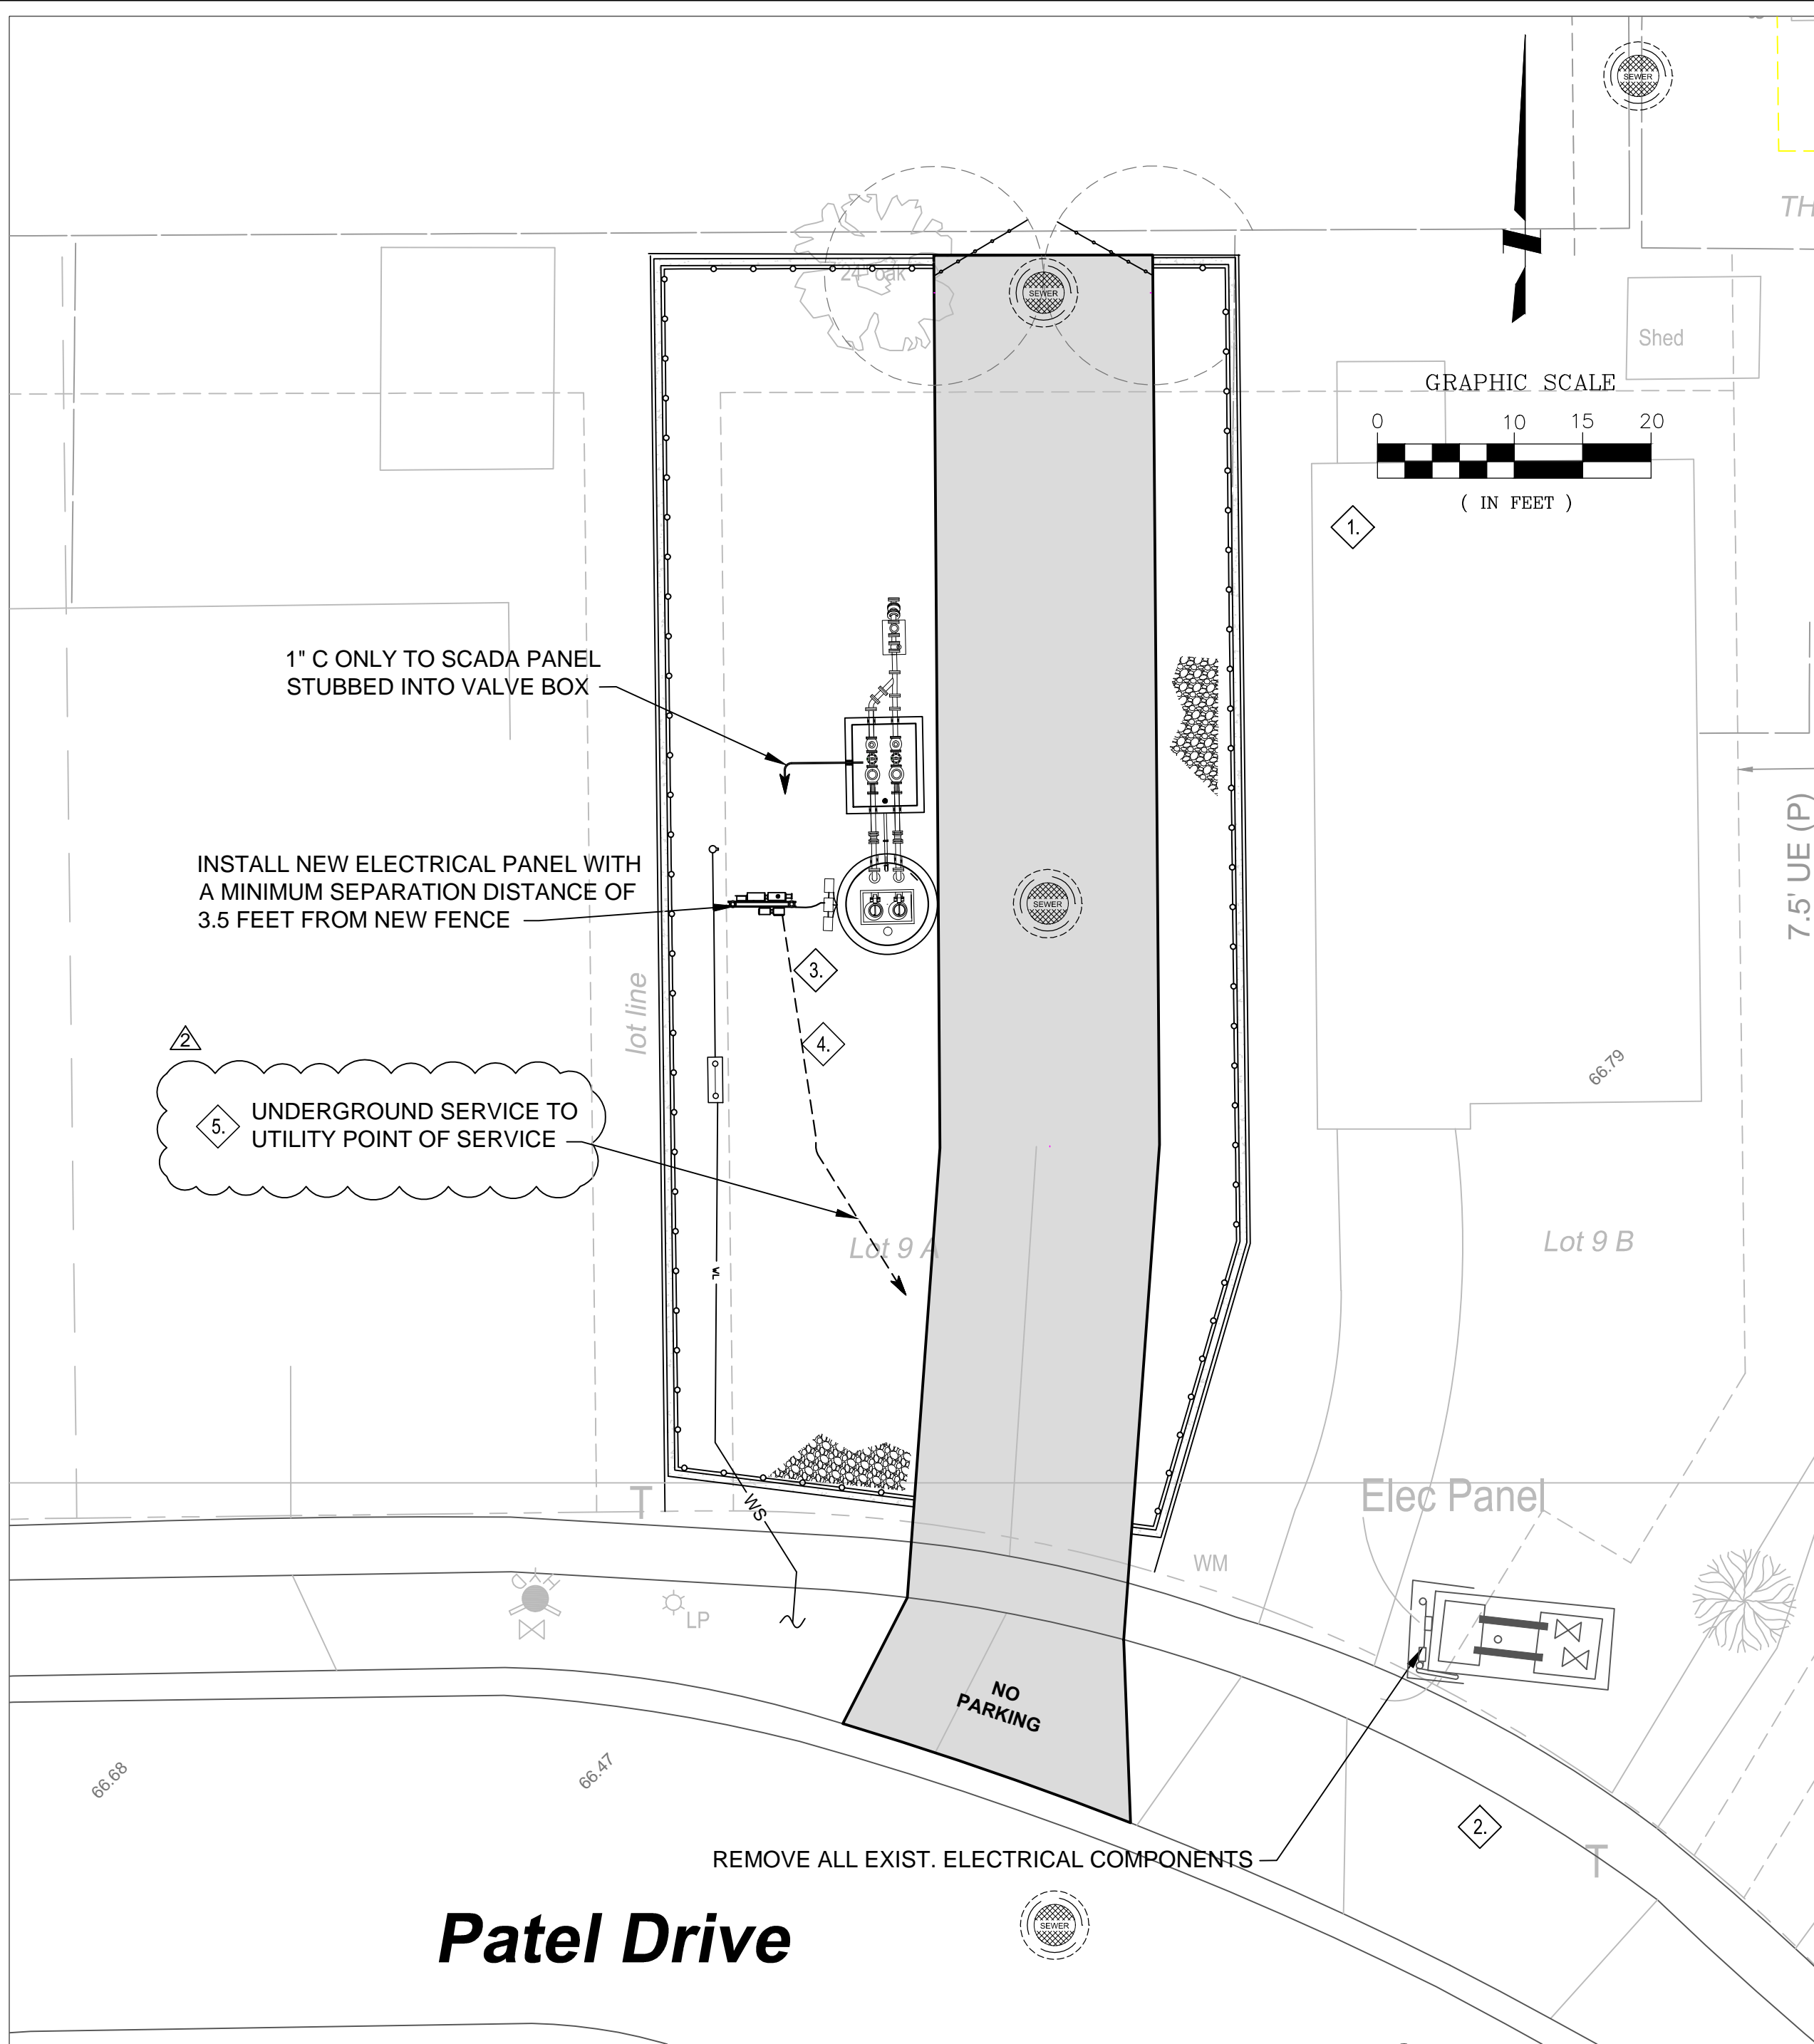 SEWER
TH
24" oak
SEWER
Shed
GRAPHIC SCALE
0 10 15 20
( IN FEET )
1.
1" C ONLY TO SCADA PANEL
STUBBED INTO VALVE BOX
7.5' UE (P)
INSTALL NEW ELECTRICAL PANEL WITH
A MINIMUM SEPARATION DISTANCE OF
3.5 FEET FROM NEW FENCE
SEWER
3.
lot line
4.
2
66.79
5.
UNDERGROUND SERVICE TO
UTILITY POINT OF SERVICE
Lot 9 A
Lot 9 B
WL
T
WS
Elec Panel
WM
HYD
LP
NO
PARKING
66.68
66.47
2.
REMOVE ALL EXIST. ELECTRICAL COMPONENTS
T
Patel Drive
SEWER